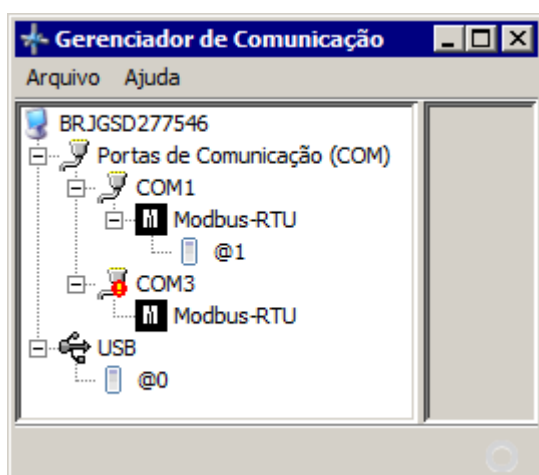 Gerenciador de Comunicação
Arquivo Ajuda
BRJGSD277546
Portas de Comunicação (COM)
COM1
Modbus-RTU
@1
COM3
Modbus-RTU
USB
@0